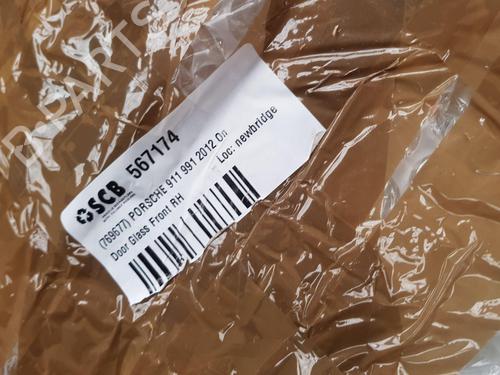 SCB 567174
(769677) PORSCHE 911 991 2012 On
Door Glass Front RH
Loc: newbridge